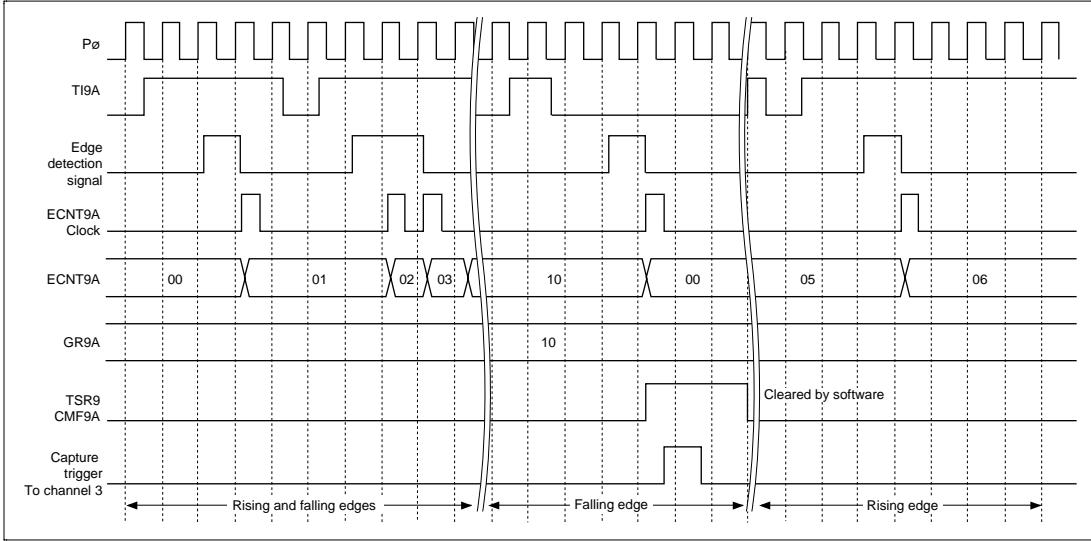 Pø
TI9A
Edge
detection
signal
ECNT9A
Clock
ECNT9A
00
01
02
03
10
00
05
06
GR9A
10
TSR9
CMF9A
Cleared by software
Capture
trigger
To channel 3
Rising and falling edges
Falling edge
Rising edge